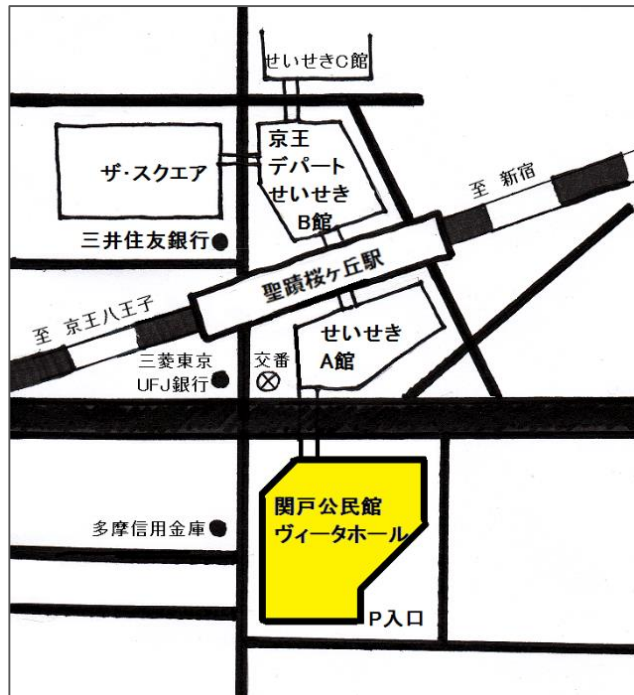 せいせきC館
京王
デパート
せいせき
B館
ザ・スクエア
至 新宿
三井住友銀行
聖蹟桜ヶ丘駅
至 京王八王子
せいせき
A館
三菱東京
UFJ銀行
交番
関戸公民館
ヴィータホール
多摩信用金庫
P入口